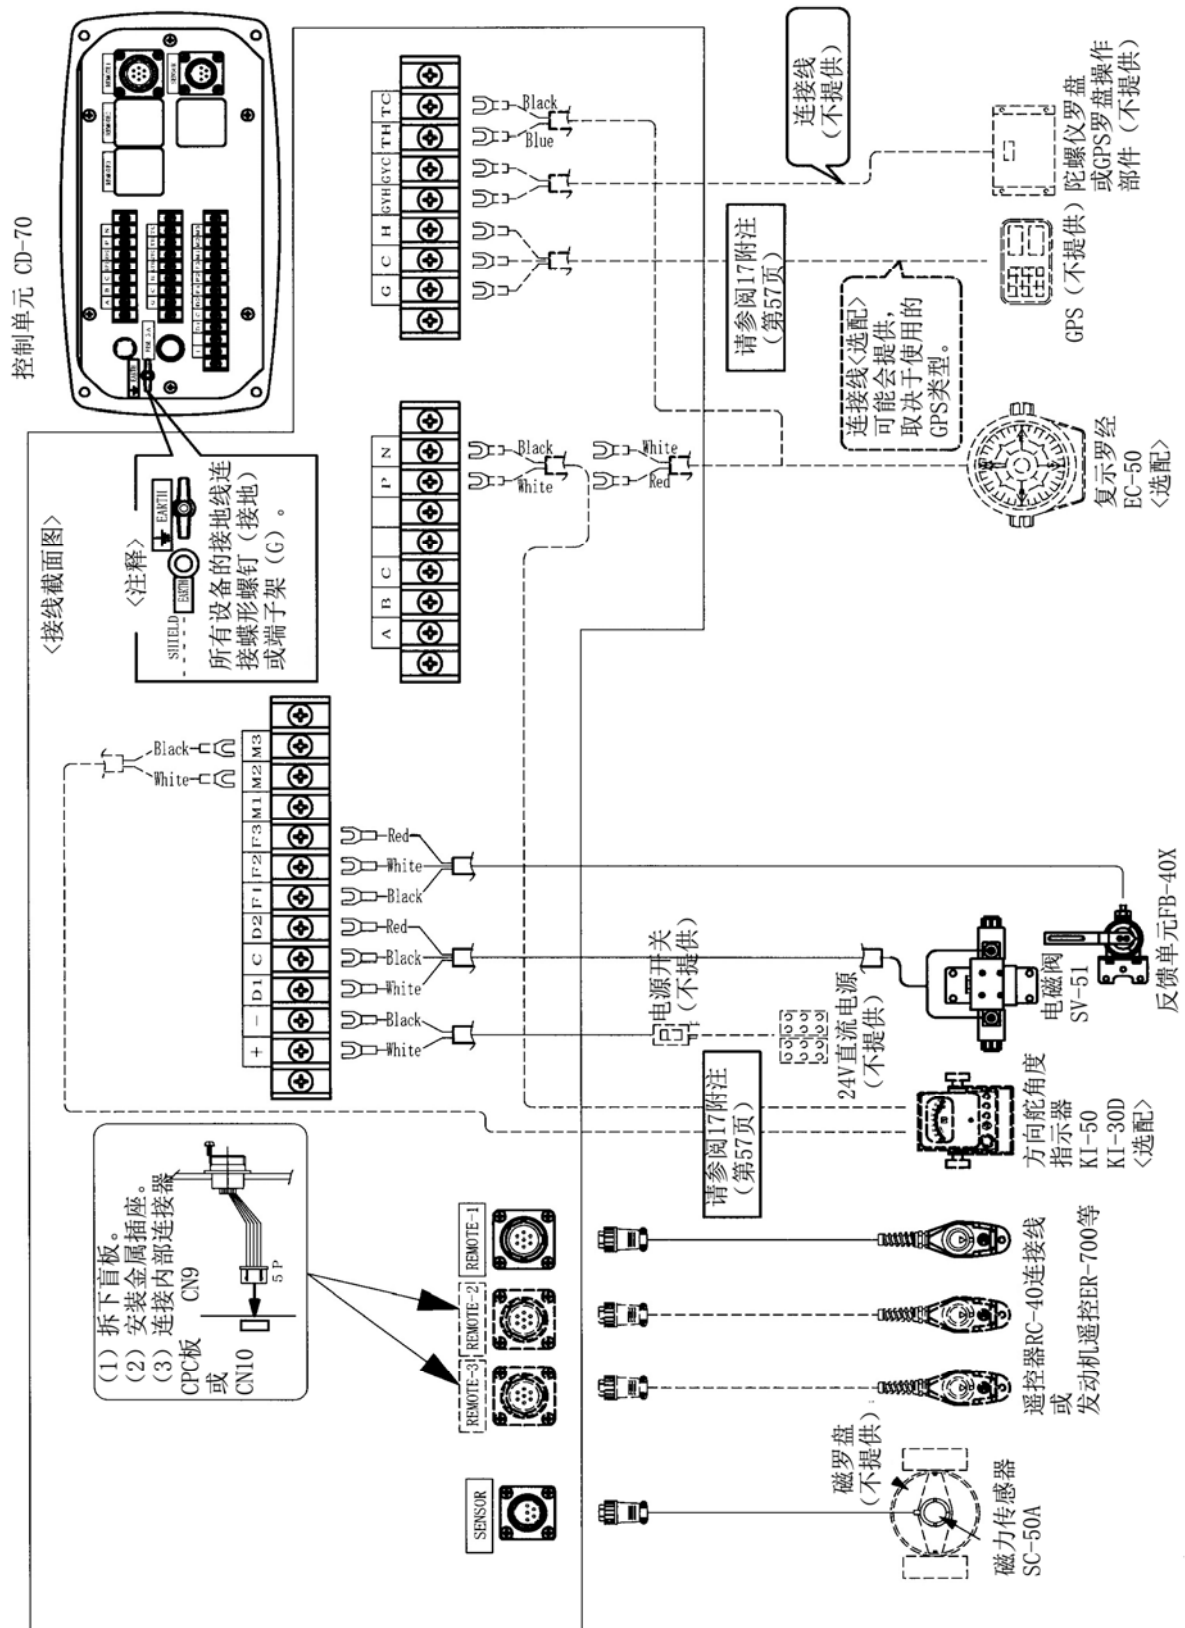 控制单元 CD-70
<接线截面图>
REMOTE1
SENSOR
EARTH
<注释>
EARTH
SHIELD
EARTH
所有设备的接地线连
接蝶形螺钉（接地）
或端子架（G）。
TC
TH
GYC
GYH
H
C
G
Black
Blue
连接线
（不提供）
请参阅17附注
（第57页）
连接线<选配>
可能会提供，
取决于使用的
GPS类型。
陀螺仪罗盘
或GPS罗盘操作
部件（不提供）
GPS（不提供）
N
P
C
B
A
Black
White
White
Red
复示罗经
EC-50
<选配>
Black
White
M3
M2
M1
F3
F2
F1
D2
C
D1
-
+
Red
White
Black
Red
Black
White
Black
White
电源开关
（不提供）
24V直流电源
（不提供）
反馈单元FB-40X
电磁阀
SV-51
请参阅17附注
（第57页）
方向舵角度
指示器
KI-50
KI-30D
<选配>
(1) 拆下盲板。
(2) 安装金属插座。
(3) 连接内部连接器
CPC板 CN9
或
CN10
5P
REMOTE-1
REMOTE-2
REMOTE-3
SENSOR
遥控器RC-40连接线
或
发动机遥控ER-700等
磁罗盘
（不提供）
磁力传感器
SC-50A